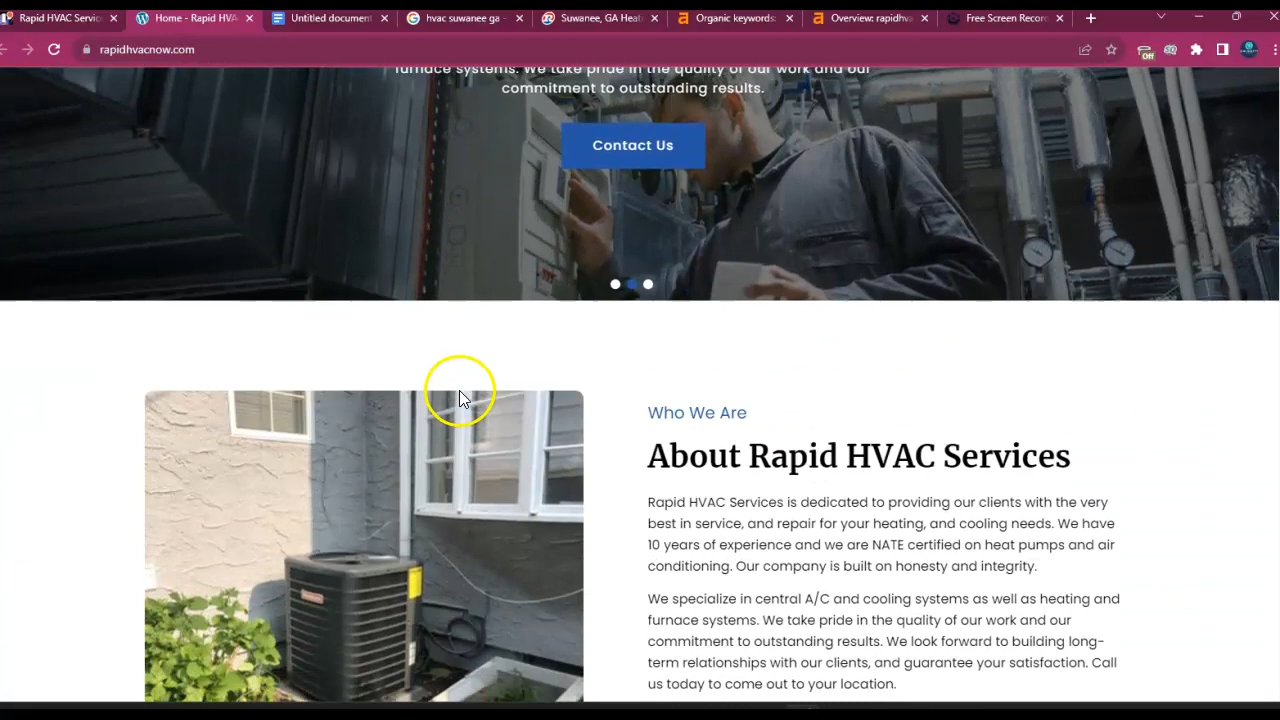 Rapid HVAC Servic
Home - Rapid HVA
Untitled document
hvac suwanee ga -
Suwanee, GA Heat
Organic keywords:
Overview: rapidhva
Free Screen Recor
rapidhvacnow.com
Off
furnace systems. We take pride in the quality of our work and our
commitment to outstanding results.
Contact Us
Who We Are
About Rapid HVAC Services
Rapid HVAC Services is dedicated to providing our clients with the very
best in service, and repair for your heating, and cooling needs. We have
10 years of experience and we are NATE certified on heat pumps and air
conditioning. Our company is built on honesty and integrity.
We specialize in central A/C and cooling systems as well as heating and
furnace systems. We take pride in the quality of our work and our
commitment to outstanding results. We look forward to building long-
term relationships with our clients, and guarantee your satisfaction. Call
us today to come out to your location.